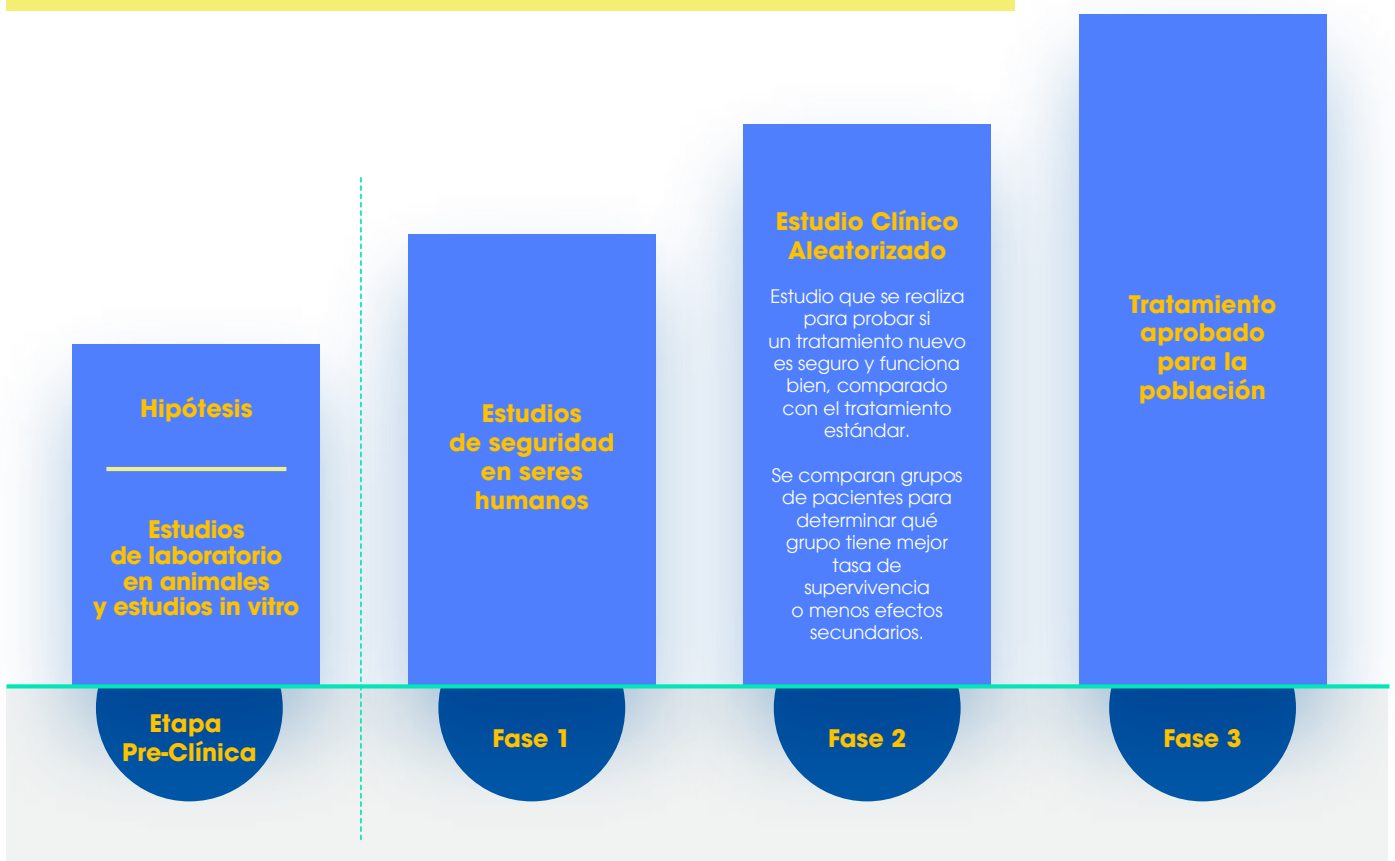 Hipótesis
Estudios
de laboratorio
en animales
y estudios in vitro
Etapa
Pre-Clínica
Estudios
de seguridad
en seres
humanos
Fase 1
Estudio Clínico
Aleatorizado
Estudio que se realiza
para probar si
un tratamiento nuevo
es seguro y funciona
bien, comparado
con el tratamiento
estándar.
Se comparan grupos
de pacientes para
determinar qué
grupo tiene mejor
tasa de
supervivencia
o menos efectos
secundarios.
Fase 2
Tratamiento
aprobado
para la
población
Fase 3